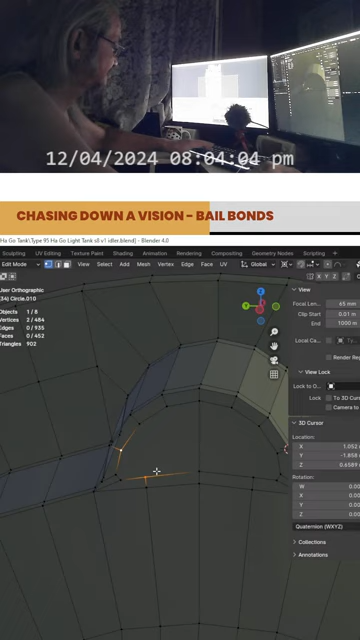 12/04/2024 08:04:04 pm
CHASING DOWN A VISION – BAIL BONDS
Ha Go Tank\Type 95 Ha Go Light Tank s8 v1 idler.blend] - Blender 4.0
Sculpting UV Editing Texture Paint Shading Animation Rendering Compositing Geometry Nodes Scripting
Edit Mode View Select Add Mesh Vertex Edge Face UV Global
X Y Z
User Orthographic
(34) Circle.010
Objects 1 / 8
Vertices 2 / 484
Edges 0 / 935
Faces 0 / 452
Triangles 902
View
Focal Len... 65 mm
Clip Start 0.01 m
End 1000 m
Local Ca...
Render Re
View Lock
Lock to O...
Lock To 3D Curs
Camera to
3D Cursor
Location:
X 1.052
Y -1.858
Z 0.6589
Rotation:
W 0.00
X 0.00
Y 0.00
Z 0.00
Quaternion (WXYZ)
Collections
Annotations